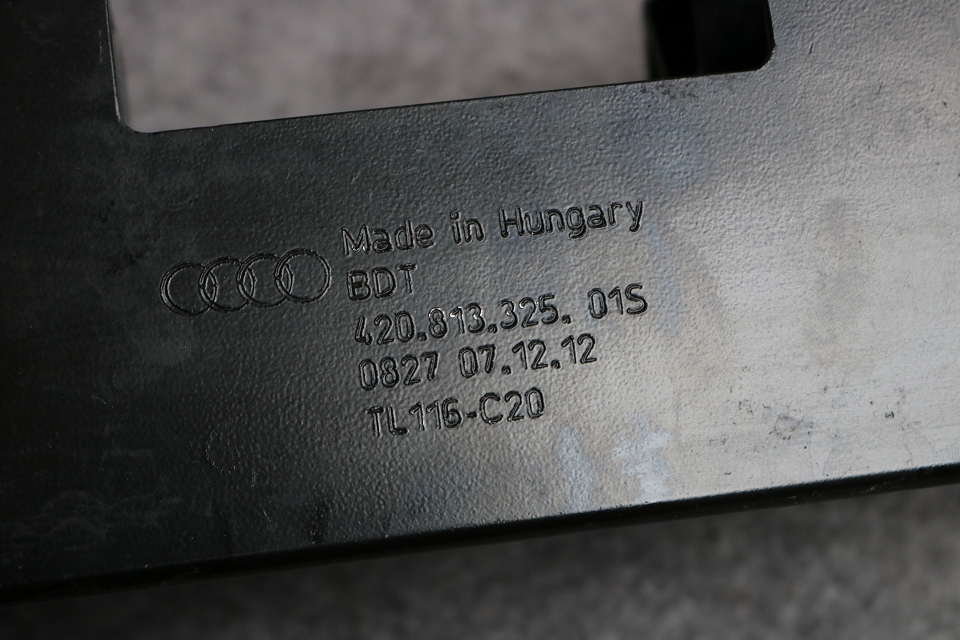 Made in Hungary
BDT
420.813.325. 01S
0827 07.12.12
TL116-C20